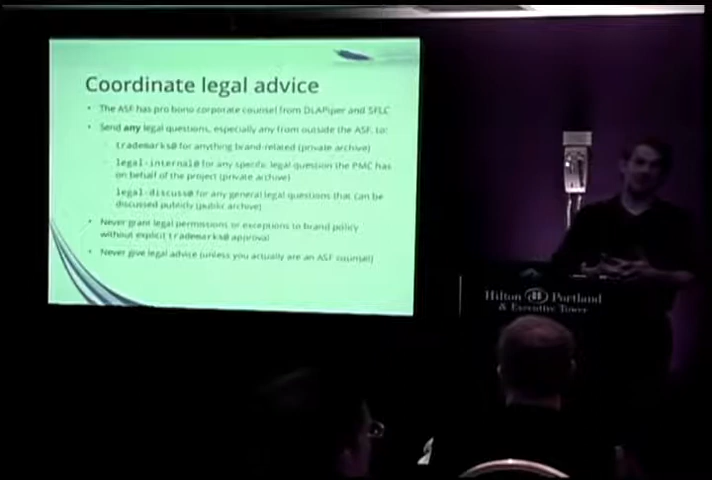 Coordinate legal advice
• The ASF has pro bono corporate counsel from DLAPiper and SFLC
• Send any legal questions, especially any from outside the ASF, to:
trademarks@ for anything brand-related (private archive)
legal-internal@ for any specific legal question the PMC has
on behalf of the project (private archive)
legal-discuss@ for any general legal questions that can be
discussed publicly (public archive)
• Never grant legal permissions or exceptions to brand policy
without explicit trademarks@ approval
• Never give legal advice (unless you actually are an ASF counsel)
Hilton Portland
& Executive Tower